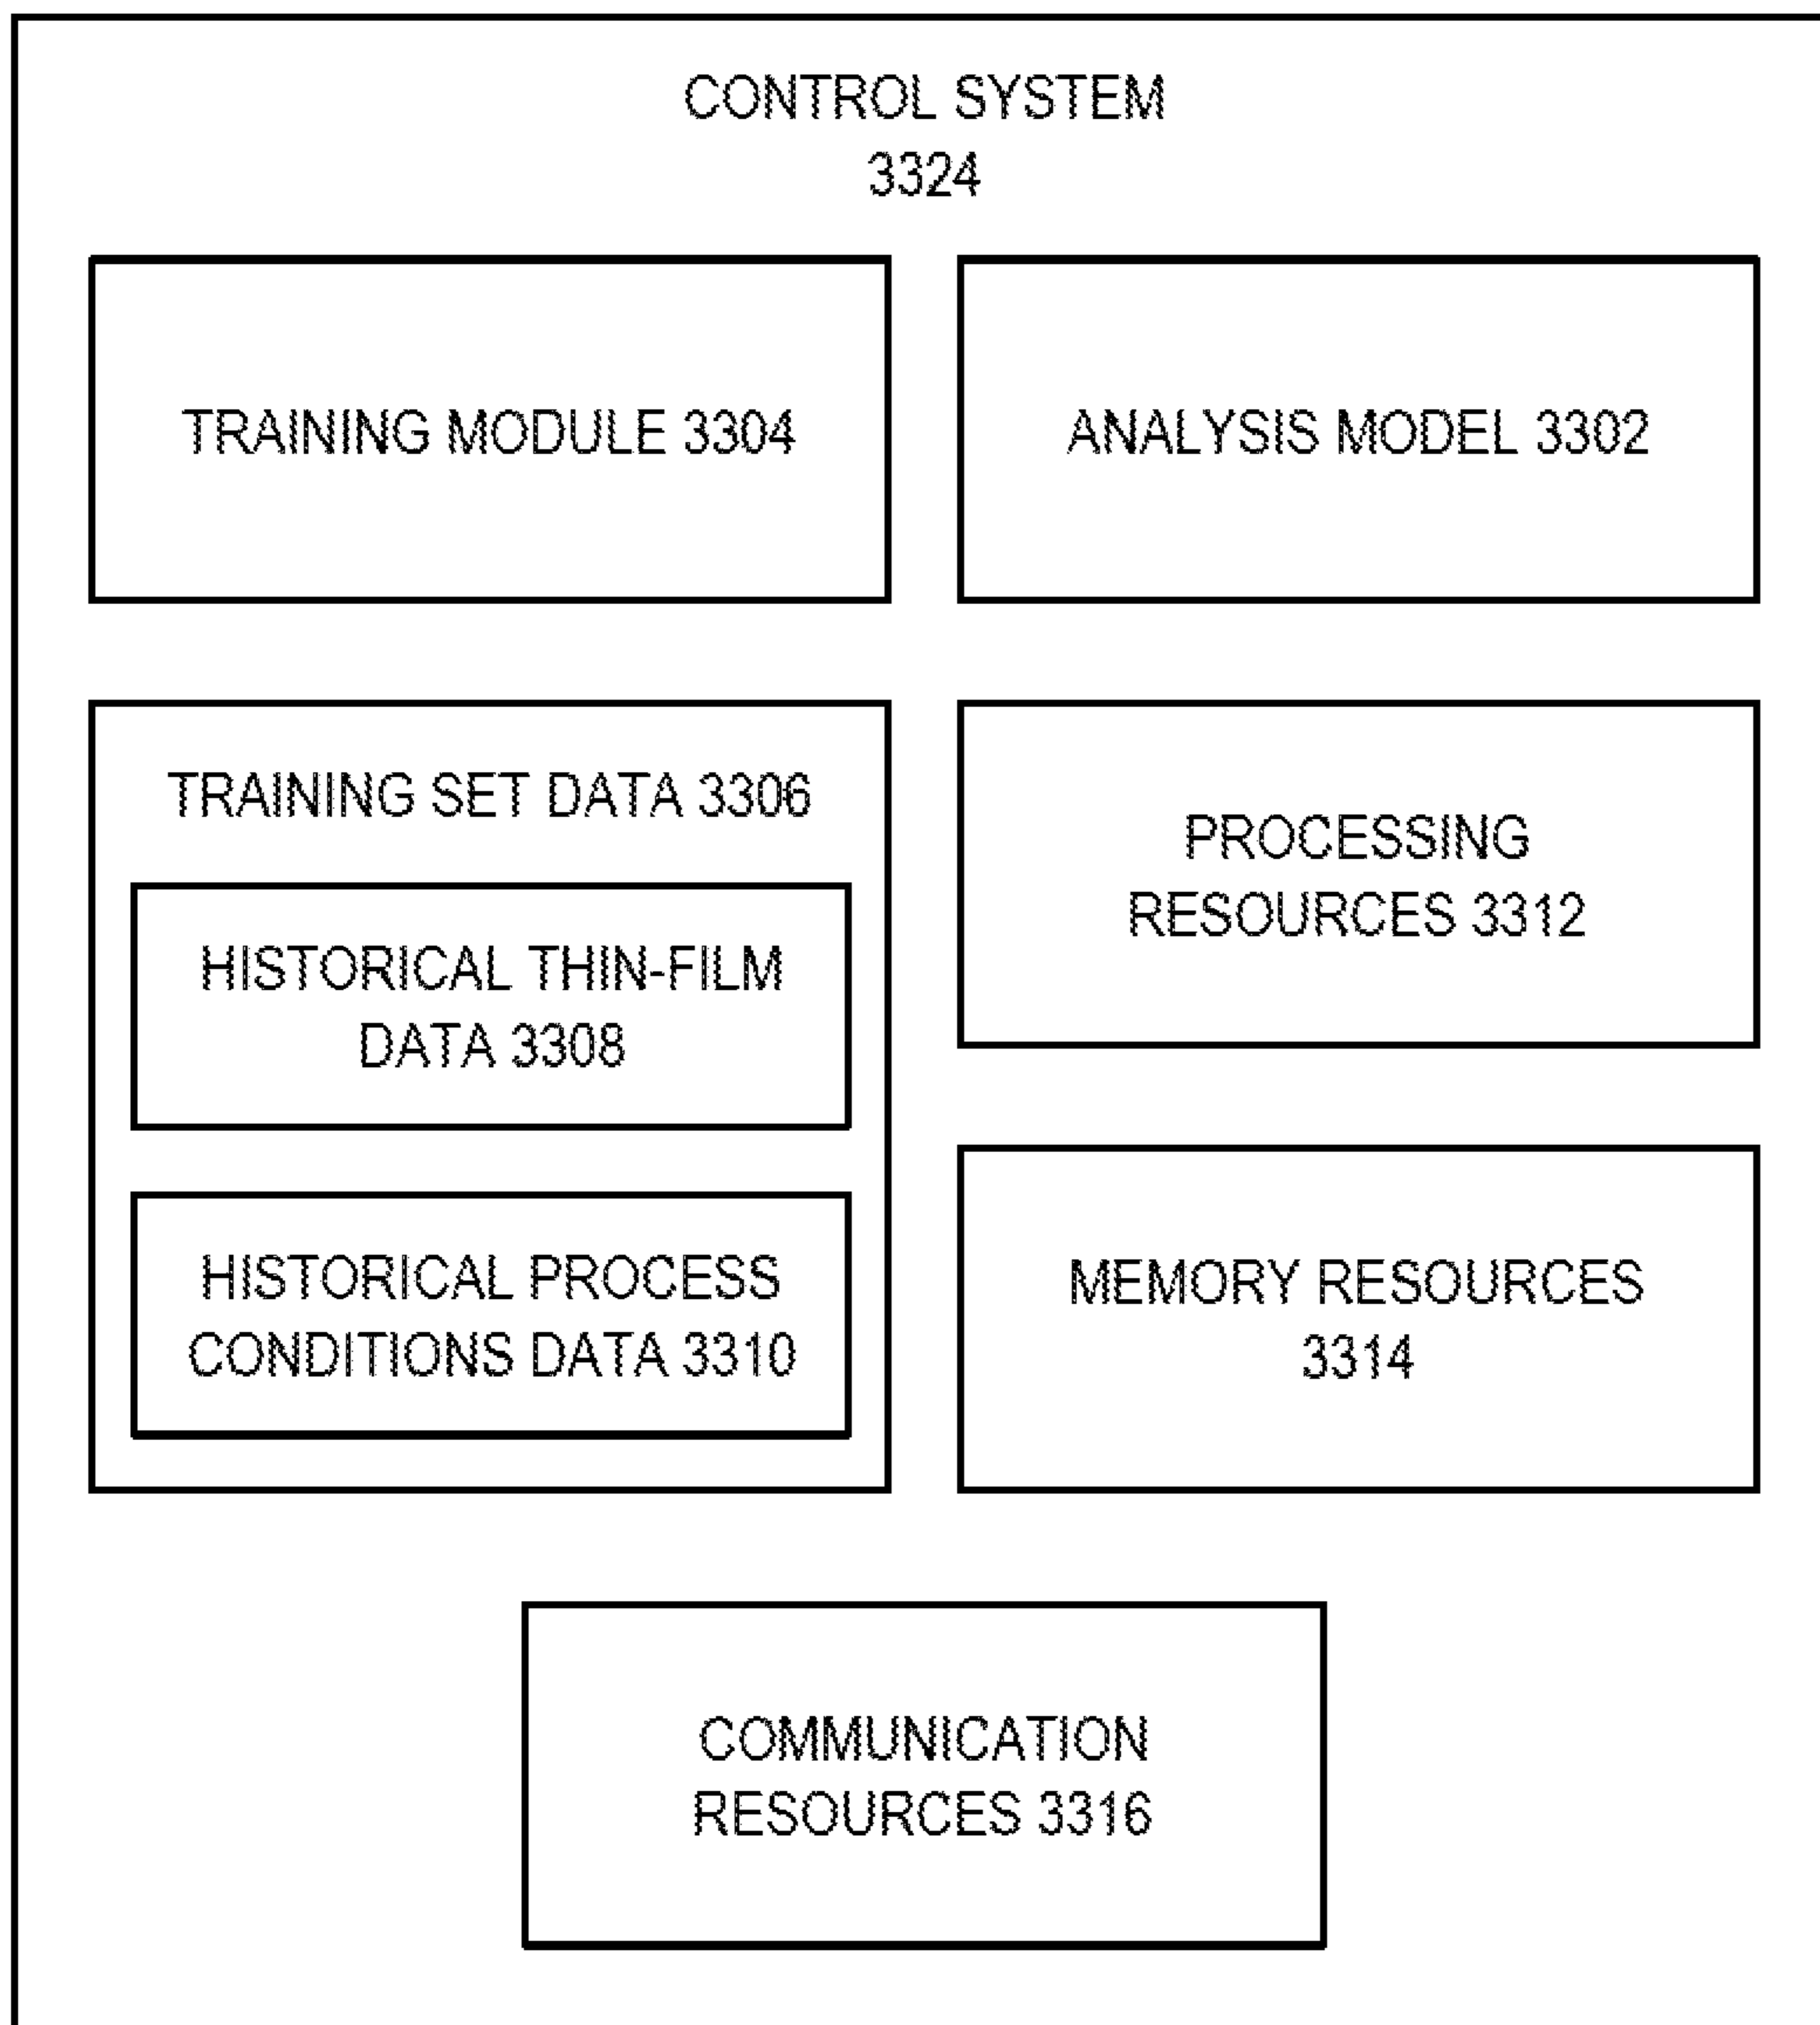 CONTROL SYSTEM
3324
TRAINING MODULE 3304
ANALYSIS MODEL 3302
TRAINING SET DATA 3306
HISTORICAL THIN-FILM
DATA 3308
HISTORICAL PROCESS
CONDITIONS DATA 3310
PROCESSING
RESOURCES 3312
MEMORY RESOURCES
3314
COMMUNICATION
RESOURCES 3316